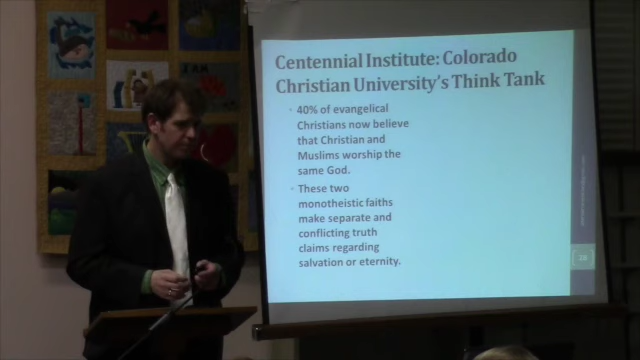 Centennial Institute: Colorado
Christian University's Think Tank
• 40% of evangelical
Christians now believe
that Christian and
Muslims worship the
same God.
• These two
monotheistic faiths
make separate and
conflicting truth
claims regarding
salvation or eternity.